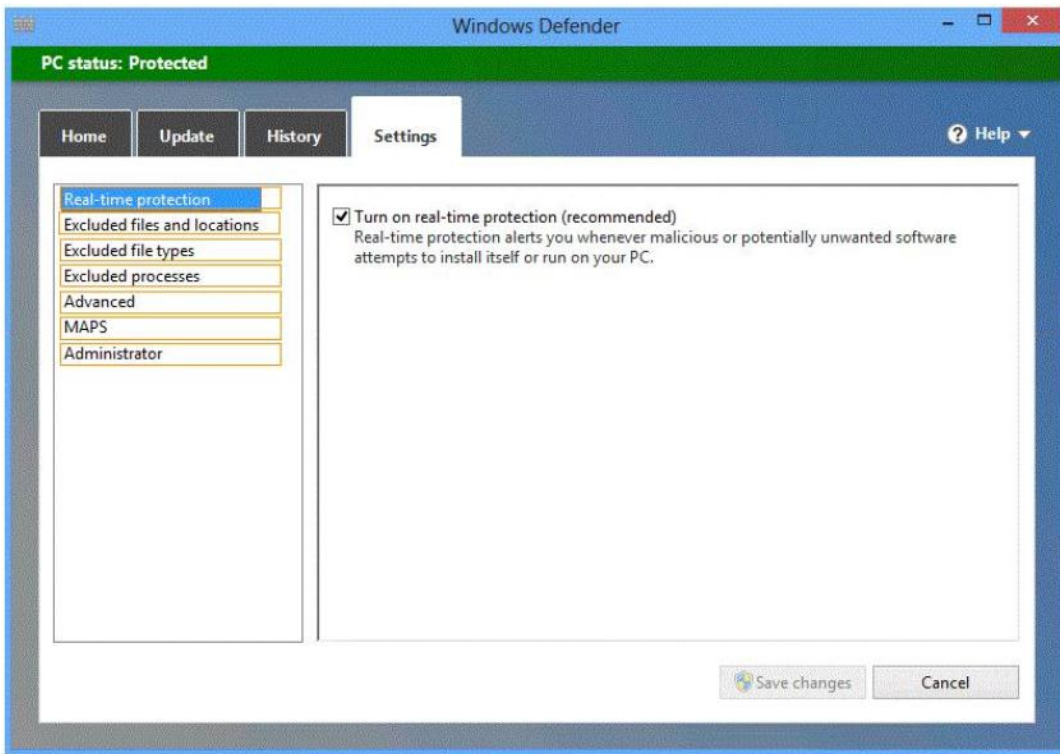 Windows Defender
PC status: Protected
Home
Update
History
Settings
Help
Real-time protection
Excluded files and locations
Excluded file types
Excluded processes
Advanced
MAPS
Administrator
Turn on real-time protection (recommended)
Real-time protection alerts you whenever malicious or potentially unwanted software
attempts to install itself or run on your PC.
Save changes
Cancel